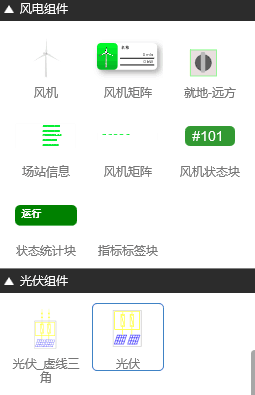 风电组件
风机
风机矩阵
就地-远方
场站信息
风机矩阵
#101
风机状态块
运行
状态统计块
指标标签块
光伏组件
光伏_虚线三
角
光伏